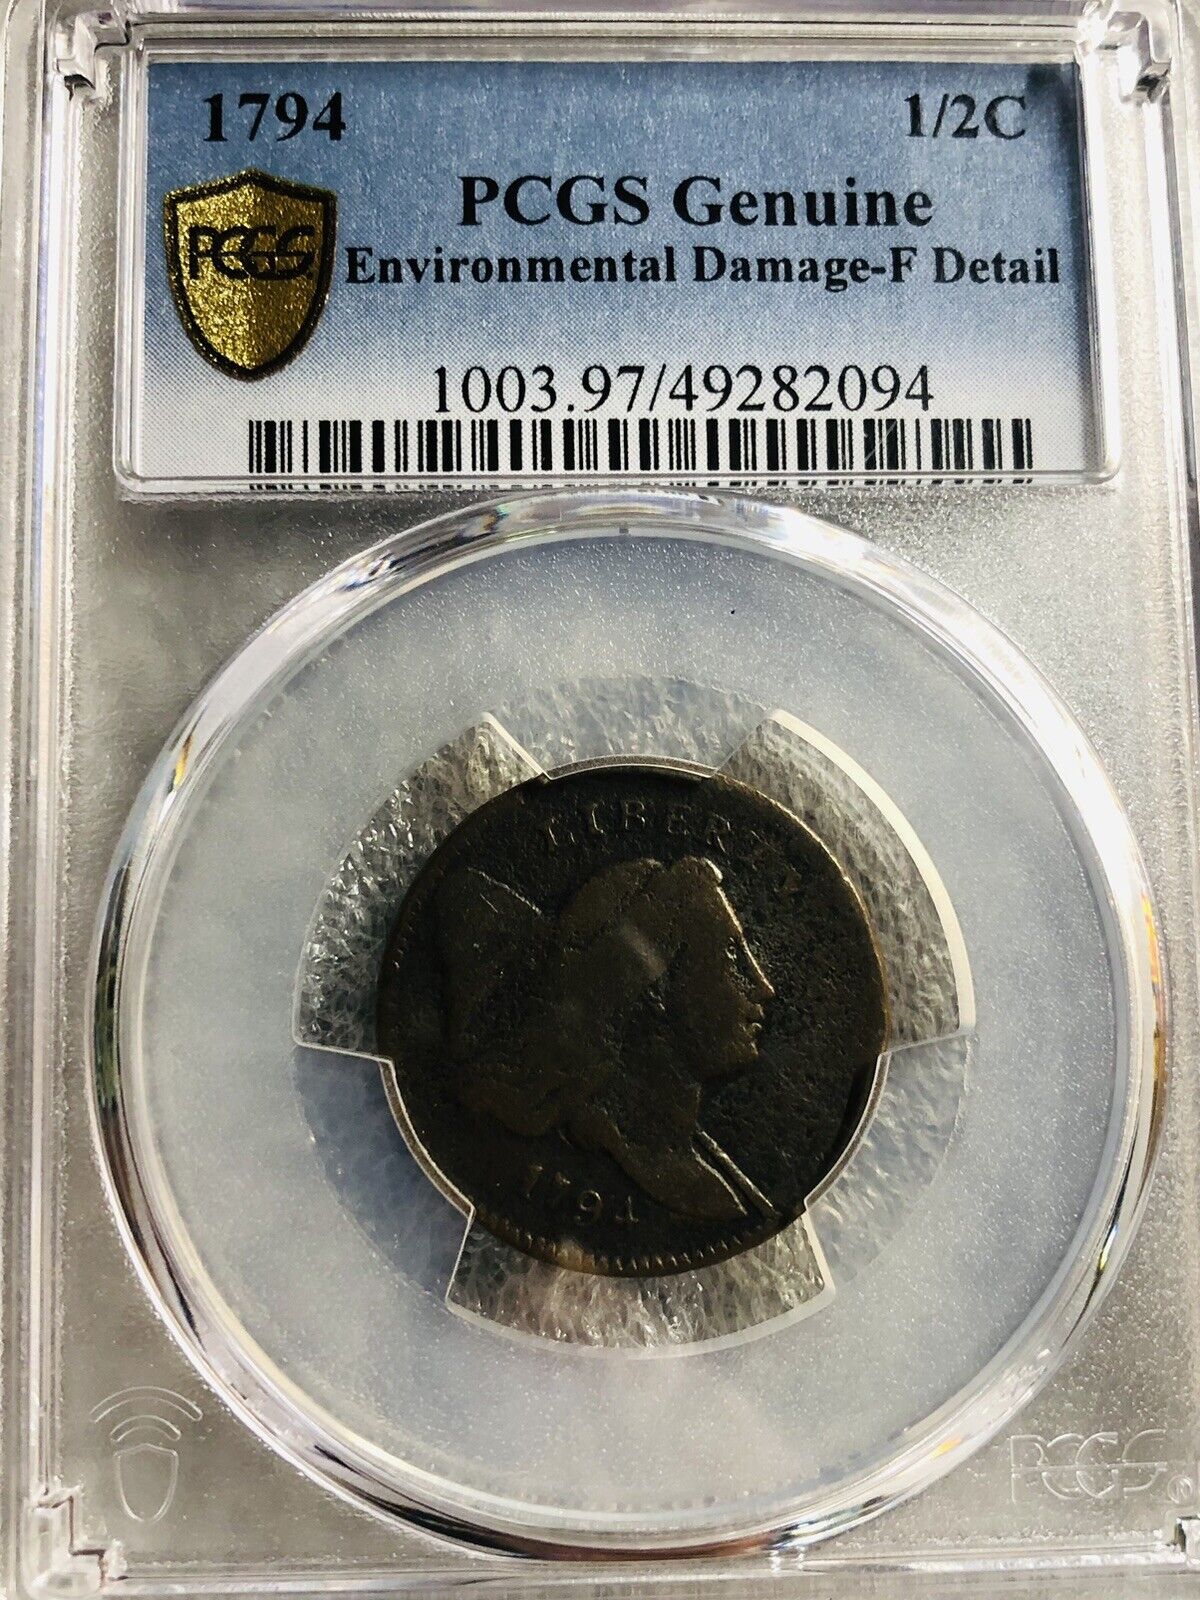 1794 1/2C
PCGS Genuine
PCGS Environmental Damage-F Detail
1003.97/49282094
LIBERTY
1794
PCGS